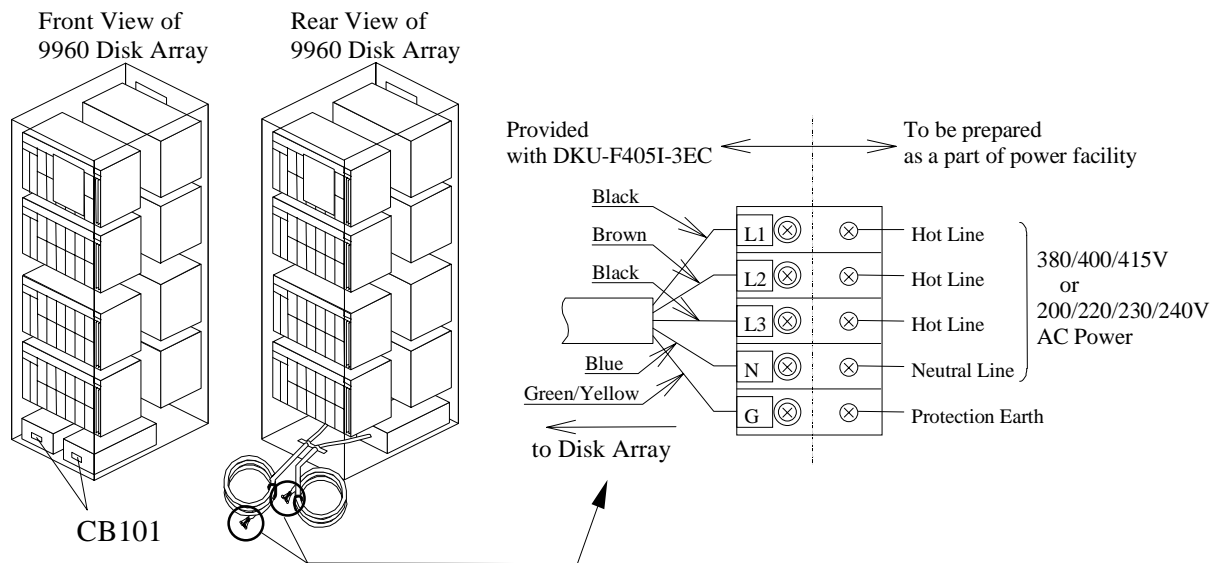 Front View of
9960 Disk Array
Rear View of
9960 Disk Array
CB101
Provided
with DKU-F405I-3EC
To be prepared
as a part of power facility
Black
Brown
Black
Blue
Green/Yellow
to Disk Array
L1
Hot Line
L2
Hot Line
L3
Hot Line
N
Neutral Line
G
Protection Earth
380/400/415V
or
200/220/230/240V
AC Power